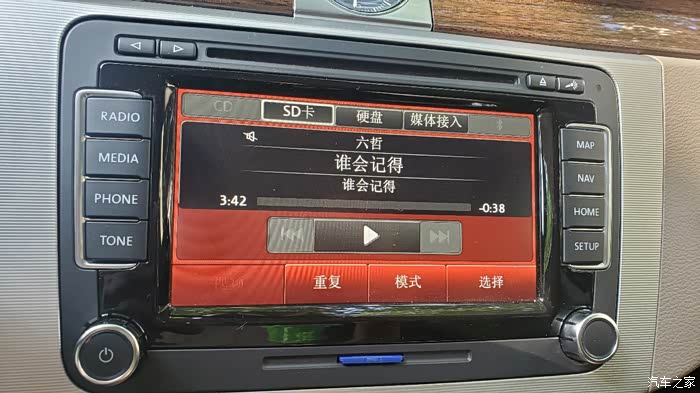 CD SD卡 硬盘 媒体接入
六哲
谁会记得
谁会记得
3:42 -0:38
重复 模式 选择
RADIO
MEDIA
PHONE
TONE
MAP
NAV
HOME
SETUP
汽车之家